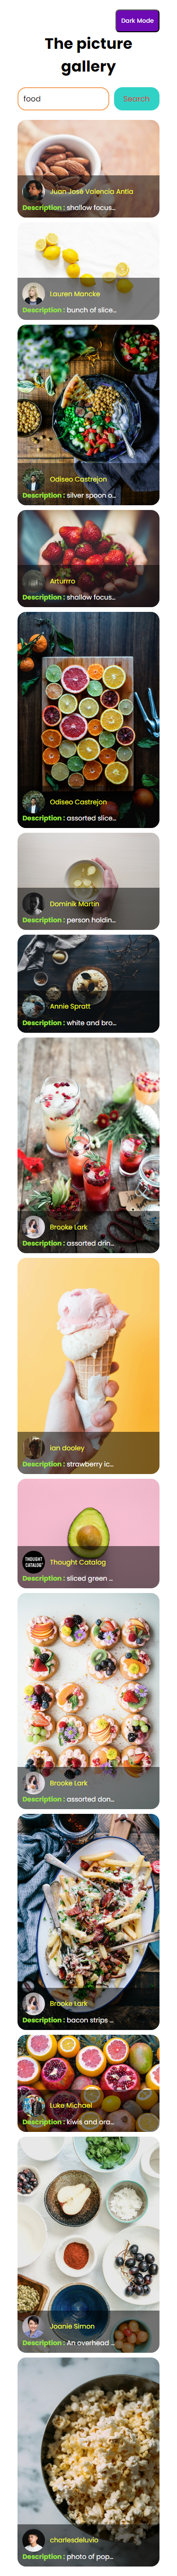 Dark Mode
The picture
gallery
food
Search
Juan José Valencia Antía
Description : shallow focus...
Lauren Mancke
Description : bunch of slice...
Odiseo Castrejon
Description : silver spoon o...
Arturrro
Description : shallow focus...
Odiseo Castrejon
Description : assorted slice...
Dominik Martin
Description : person holdin...
Annie Spratt
Description : white and bro...
Brooke Lark
Description : assorted drin...
ian dooley
Description : strawberry ic...
THOUGHT
CATALOG
Thought Catalog
Description : sliced green ...
Brooke Lark
Description : assorted don...
Brooke Lark
Description : bacon strips ...
Luke Michael
Description : kiwis and ora...
Joanie Simon
Description : An overhead ...
charlesdeluvio
Description : photo of pop...